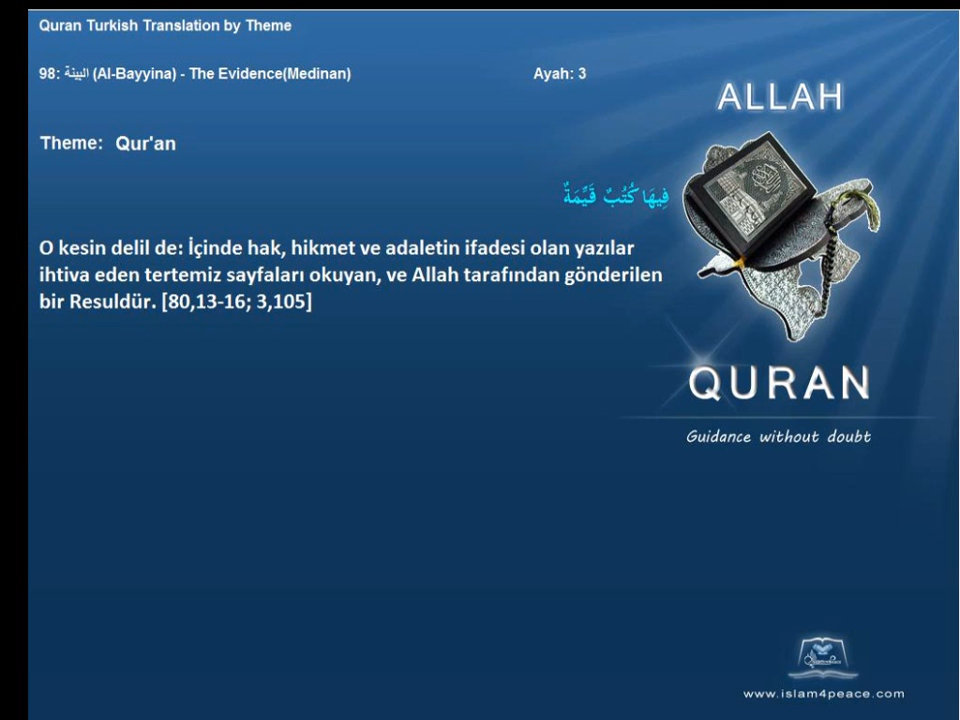 Quran Turkish Translation by Theme
98: البينة (Al-Bayyina) - The Evidence(Medinan) Ayah: 3
ALLAH
Theme: Qur'an
فِيهَا كُتُبٌ قَيِّمَةٌ
O kesin delil de: İçinde hak, hikmet ve adaletin ifadesi olan yazılar
ihtiva eden tertemiz sayfaları okuyan, ve Allah tarafından gönderilen
bir Resuldür. [80,13-16; 3,105]
QURAN
Guidance without doubt
www.islam4peace.com